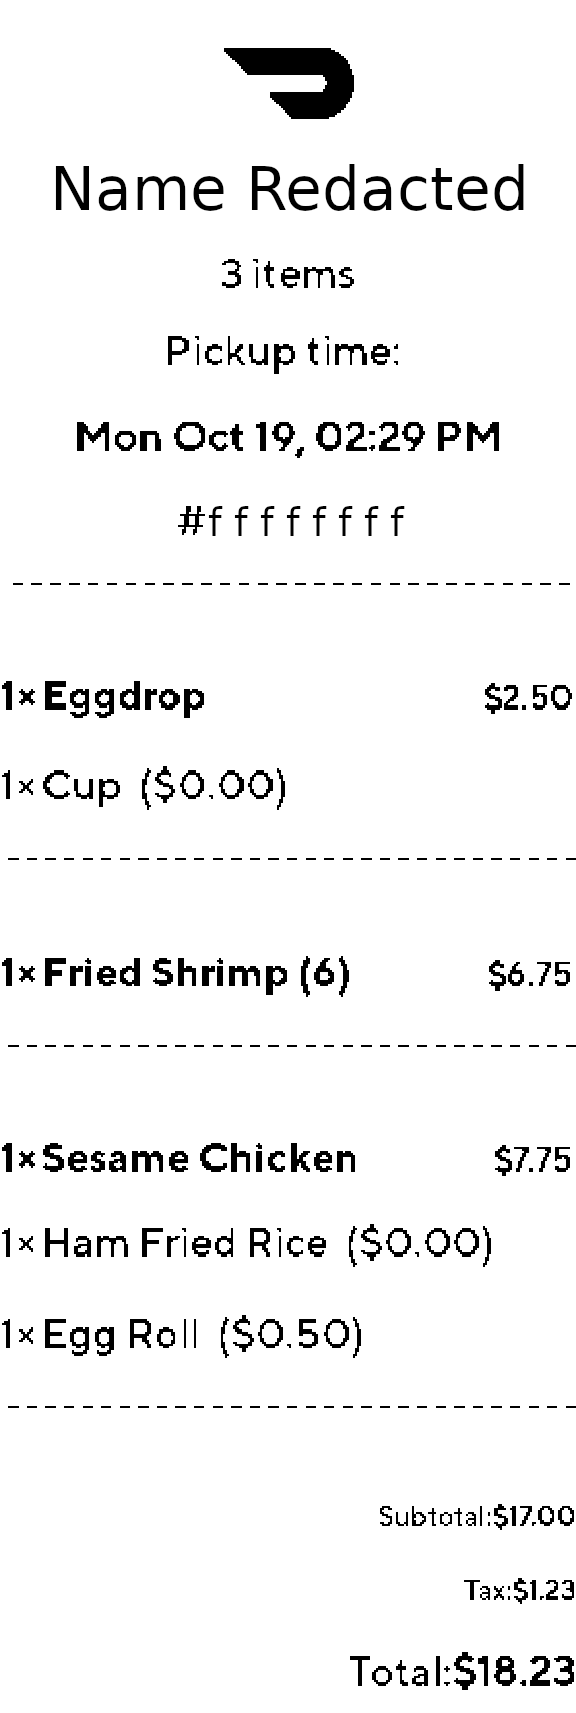 Name Redacted
3 items
Pickup time:
Mon Oct 19, 02:29 PM
#ffffffff
1× Eggdrop $2.50
1× Cup ($0.00)
1× Fried Shrimp (6) $6.75
1× Sesame Chicken $7.75
1× Ham Fried Rice ($0.00)
1× Egg Roll ($0.50)
Subtotal:$17.00
Tax:$1.23
Total:$18.23